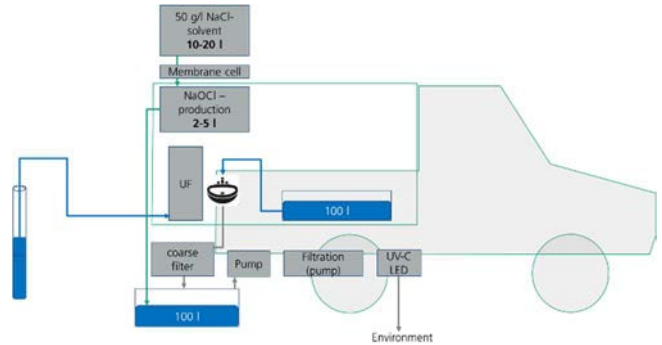 50 g/l NaCl-
solvent
10-20 l
Membrane cell
NaOCl –
production
2-5 l
UF
100 l
coarse
filter
Pump
Filtration
(pump)
UV-C
LED
100 l
Environment